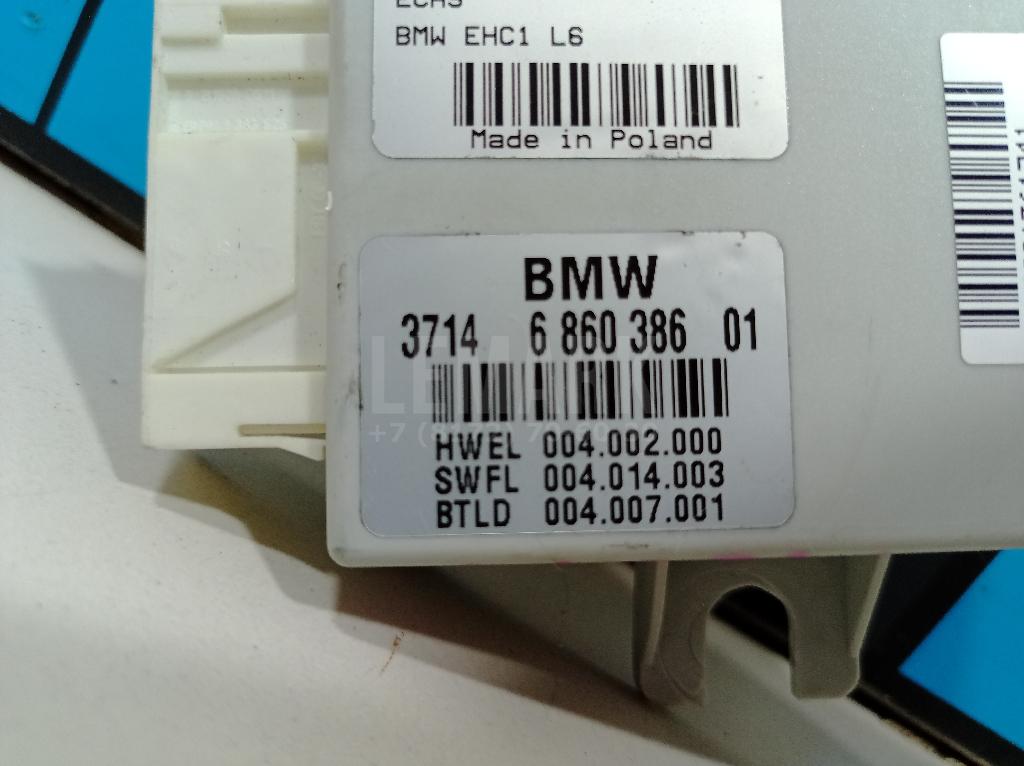 ECAS
BMW EHC1 L6
Made in Poland
BMW
3714 6 860 386 01
HWEL 004.002.000
SWFL 004.014.003
BTLD 004.007.001